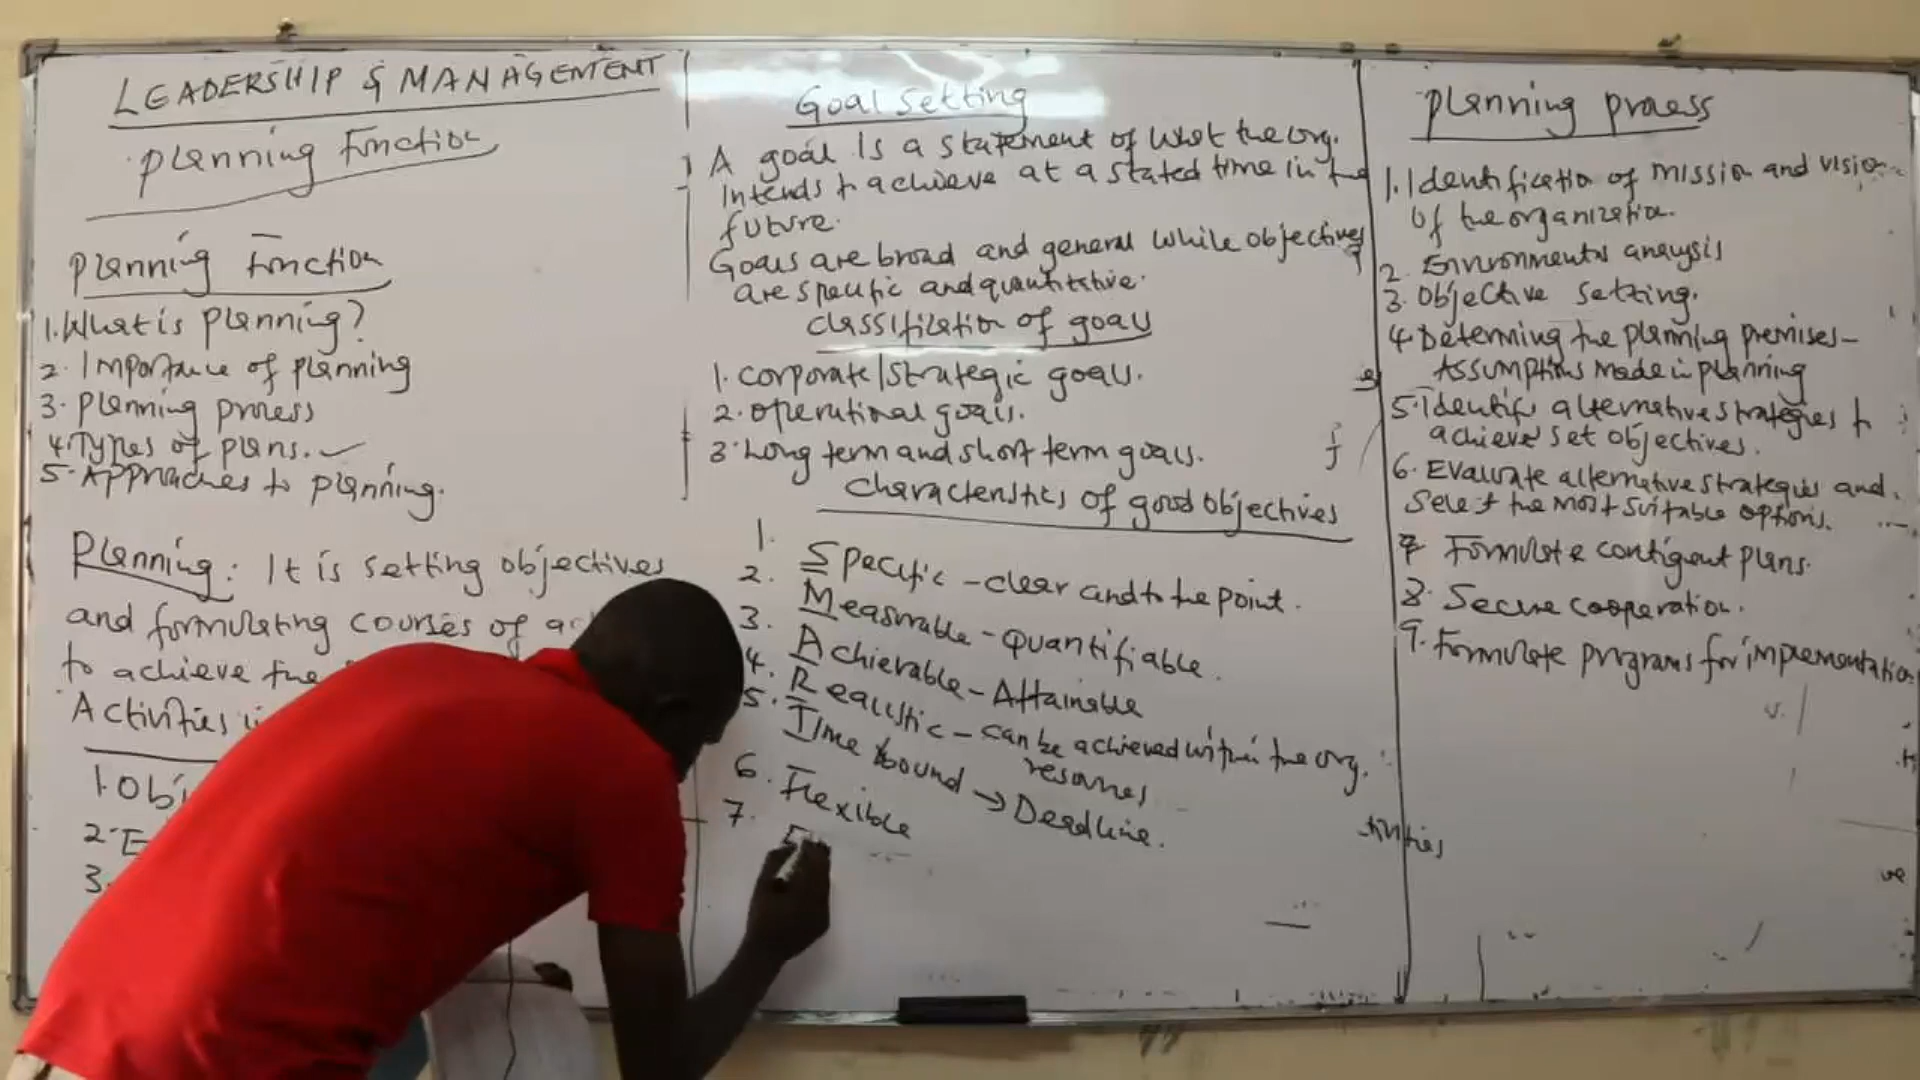 LEADERSHIP & MANAGEMENT
Planning Function
Planning Function
1. What is planning?
2. Importance of planning
3. Planning process
4. Types of plans. ✓
5. Approaches to planning.
Planning: It is setting objectives
and formulating courses of
to achieve the
Activities
1. Obj
2. E
3.
Goal setting
A goal is a statement of what the org.
intends to achieve at a stated time in the
future.
Goals are broad and general while objectives
are specific and quantitative.
Classification of goals
1. Corporate/Strategic goals.
2. Operational goals.
3. Long term and short term goals.
Characteristics of good objectives
1. Specific - clear and to the point.
2. Measurable - Quantifiable.
3. Achievable - Attainable
4. Realistic - can be achieved within the org.
resources
5. Time bound → Deadline.
6. Flexible
7.
Planning process
1. Identification of mission and vision
of the organization.
2. Environmental analysis
3. Objective setting.
4. Determing the planning premises -
Assumptions made in planning
5. Identify alternative strategies to
achieve set objectives.
6. Evaluate alternative strategies and
select the most suitable options.
7 Formulate contigent plans.
8. Secure cooperation.
9. Formulate programs for implementation